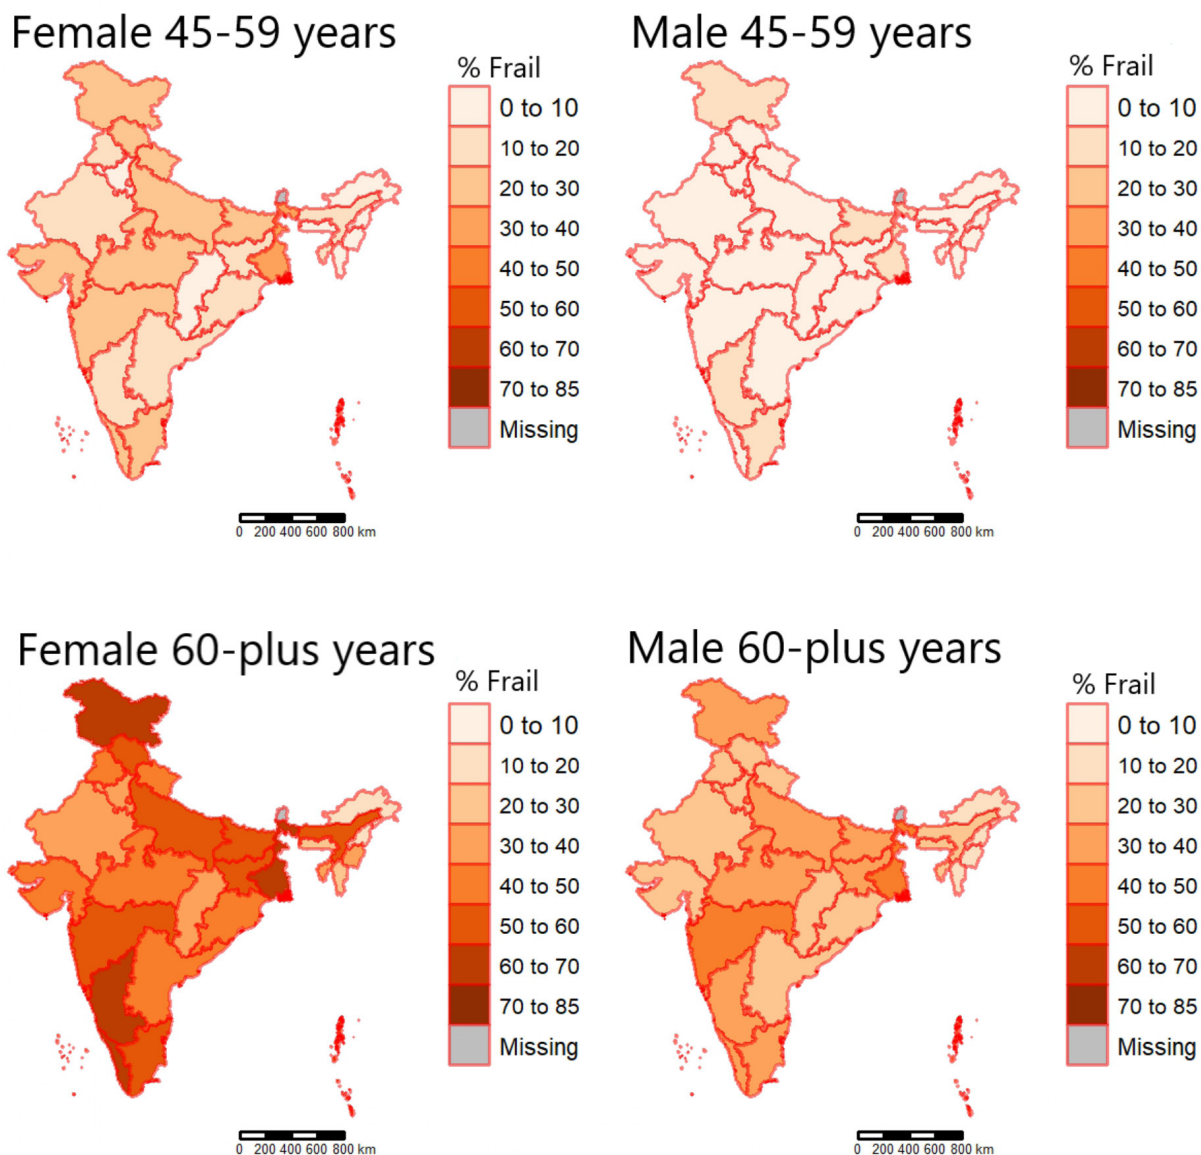 Female 45-59 years
% Frail
0 to 10
10 to 20
20 to 30
30 to 40
40 to 50
50 to 60
60 to 70
70 to 85
Missing
0 200 400 600 800 km
Male 45-59 years
% Frail
0 to 10
10 to 20
20 to 30
30 to 40
40 to 50
50 to 60
60 to 70
70 to 85
Missing
0 200 400 600 800 km
Female 60-plus years
% Frail
0 to 10
10 to 20
20 to 30
30 to 40
40 to 50
50 to 60
60 to 70
70 to 85
Missing
0 200 400 600 800 km
Male 60-plus years
% Frail
0 to 10
10 to 20
20 to 30
30 to 40
40 to 50
50 to 60
60 to 70
70 to 85
Missing
0 200 400 600 800 km